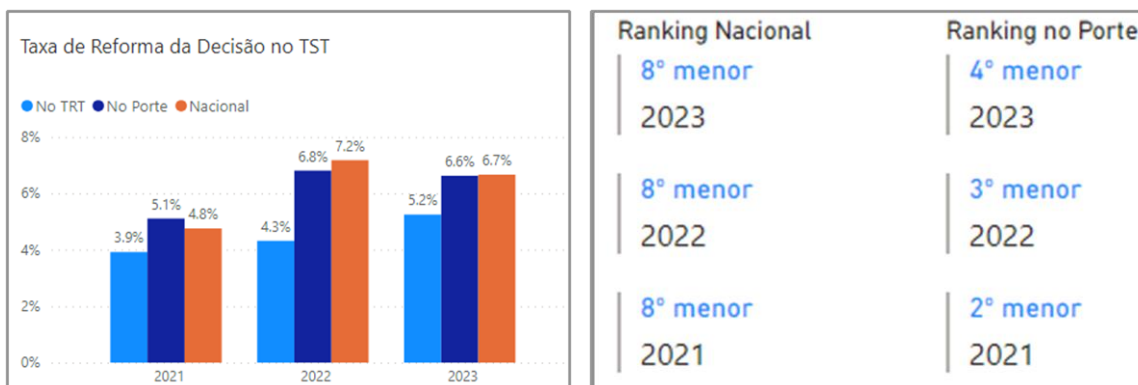 Taxa de Reforma da Decisão no TST
No TRT No Porte Nacional
8%
6%
4%
2%
0%
3.9%
5.1%
4.8%
4.3%
6.8%
7.2%
5.2%
6.6%
6.7%
2021
2022
2023
Ranking Nacional
8° menor
2023
8° menor
2022
8° menor
2021
Ranking no Porte
4° menor
2023
3° menor
2022
2° menor
2021